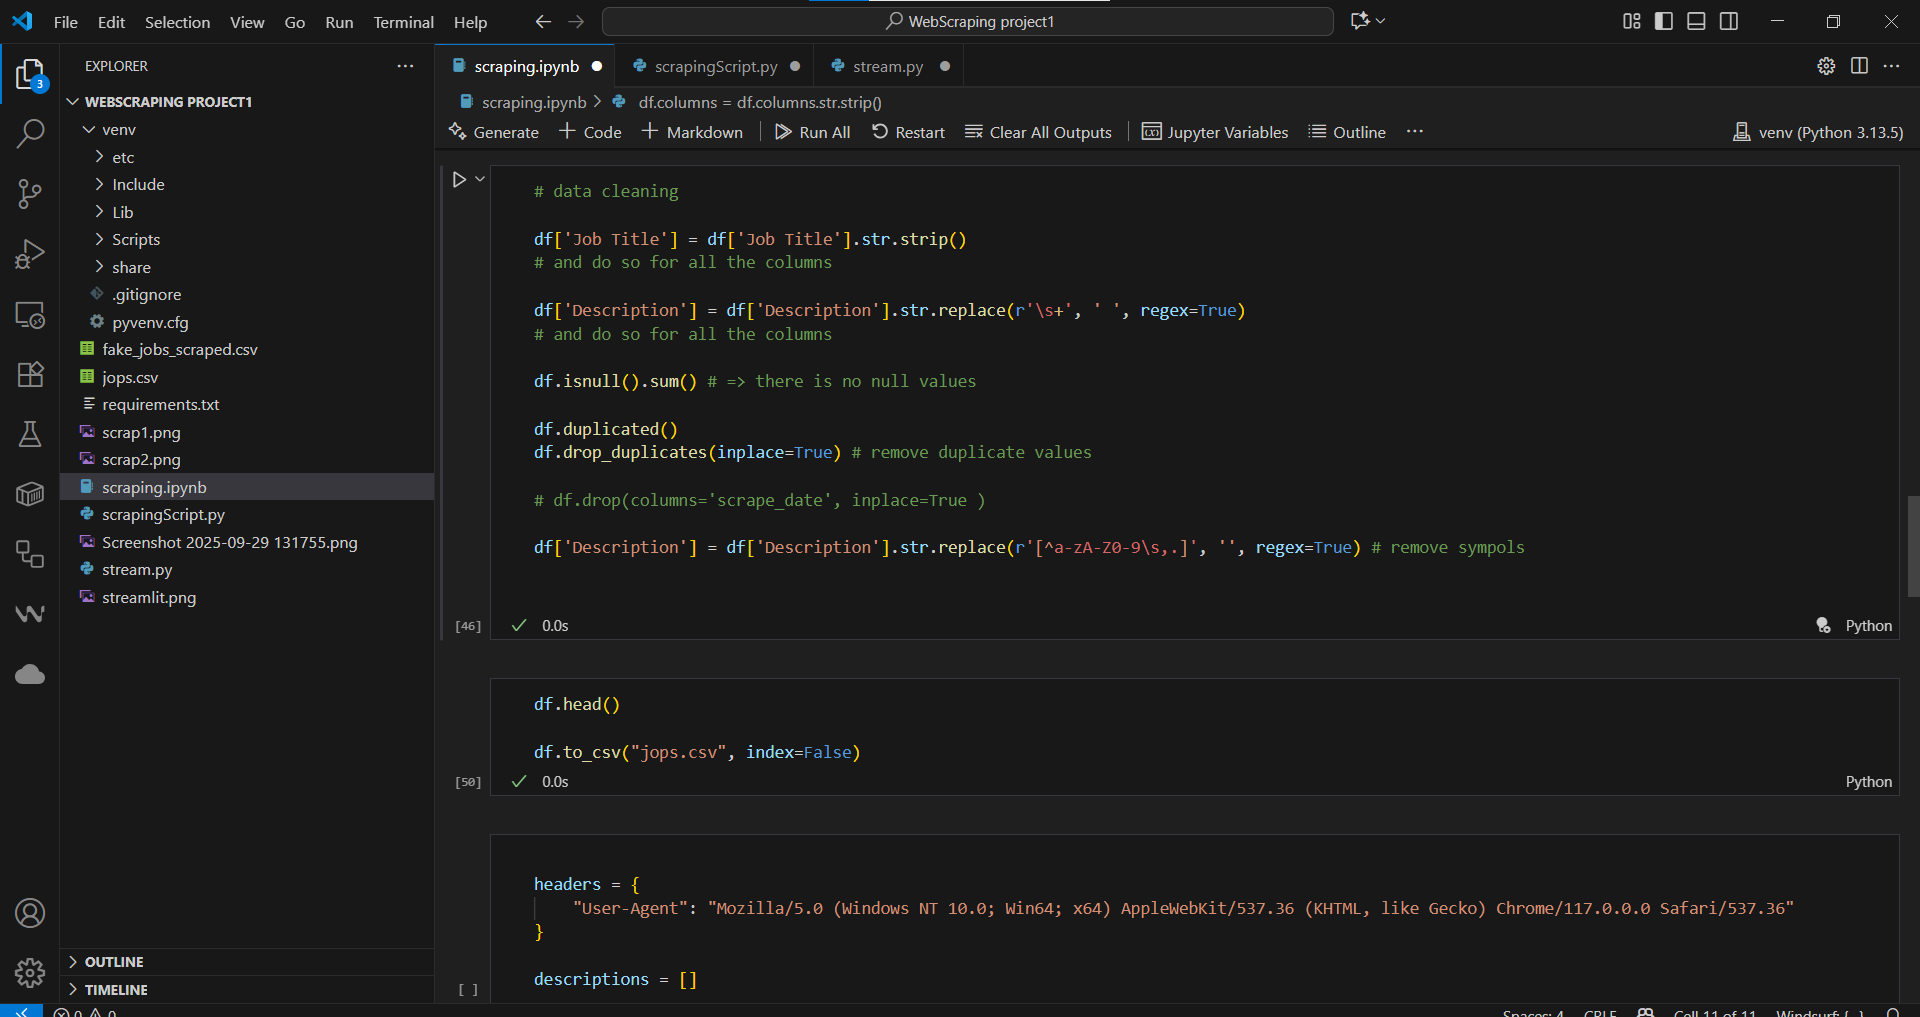 File Edit Selection View Go Run Terminal Help
WebScraping project1
EXPLORER
3
WEBSCRAPING PROJECT1
venv
etc
Include
Lib
Scripts
share
.gitignore
pyvenv.cfg
fake_jobs_scraped.csv
jops.csv
requirements.txt
scrap1.png
scrap2.png
scraping.ipynb
scrapingScript.py
Screenshot 2025-09-29 131755.png
stream.py
streamlit.png
OUTLINE
TIMELINE
scraping.ipynb scrapingScript.py stream.py
scraping.ipynb > df.columns = df.columns.str.strip()
Generate + Code + Markdown Run All Restart Clear All Outputs Jupyter Variables Outline ... venv (Python 3.13.5)
# data cleaning
df['Job Title'] = df['Job Title'].str.strip()
# and do so for all the columns
df['Description'] = df['Description'].str.replace(r'\s+', ' ', regex=True)
# and do so for all the columns
df.isnull().sum() # => there is no null values
df.duplicated()
df.drop_duplicates(inplace=True) # remove duplicate values
# df.drop(columns='scrape_date', inplace=True )
df['Description'] = df['Description'].str.replace(r'[^a-zA-Z0-9\s,.]', '', regex=True) # remove sympols
[46] 0.0s Python
df.head()
df.to_csv("jops.csv", index=False)
[50] 0.0s Python
headers = {
"User-Agent": "Mozilla/5.0 (Windows NT 10.0; Win64; x64) AppleWebKit/537.36 (KHTML, like Gecko) Chrome/117.0.0.0 Safari/537.36"
}
descriptions = []
[ ]
0 0 Spaces: 4 CRLF Cell 11 of 11 Windsurf: {..}